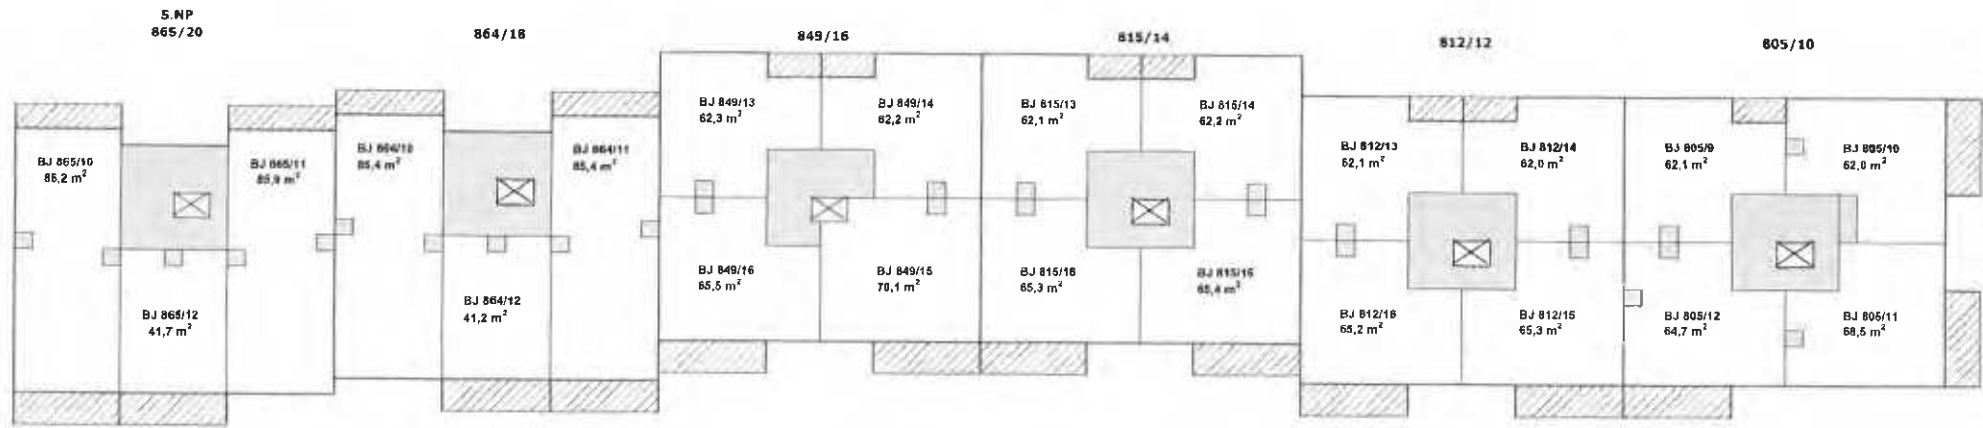 5.NP
865/20
864/18
849/16
815/14
812/12
805/10
BJ 865/10
85,2 m²
BJ 865/11
85,9 m²
BJ 865/12
41,7 m²
BJ 864/10
85,4 m²
BJ 864/11
85,4 m²
BJ 864/12
41,2 m²
BJ 849/13
62,3 m²
BJ 849/14
62,2 m²
BJ 849/16
65,5 m²
BJ 849/15
70,1 m²
BJ 815/13
62,1 m²
BJ 815/14
62,2 m²
BJ 815/16
65,3 m²
BJ 815/15
65,4 m²
BJ 812/13
62,1 m²
BJ 812/14
62,0 m²
BJ 812/16
65,2 m²
BJ 812/15
65,3 m²
BJ 805/9
62,1 m²
BJ 805/10
62,0 m²
BJ 805/12
64,7 m²
BJ 805/11
68,5 m²